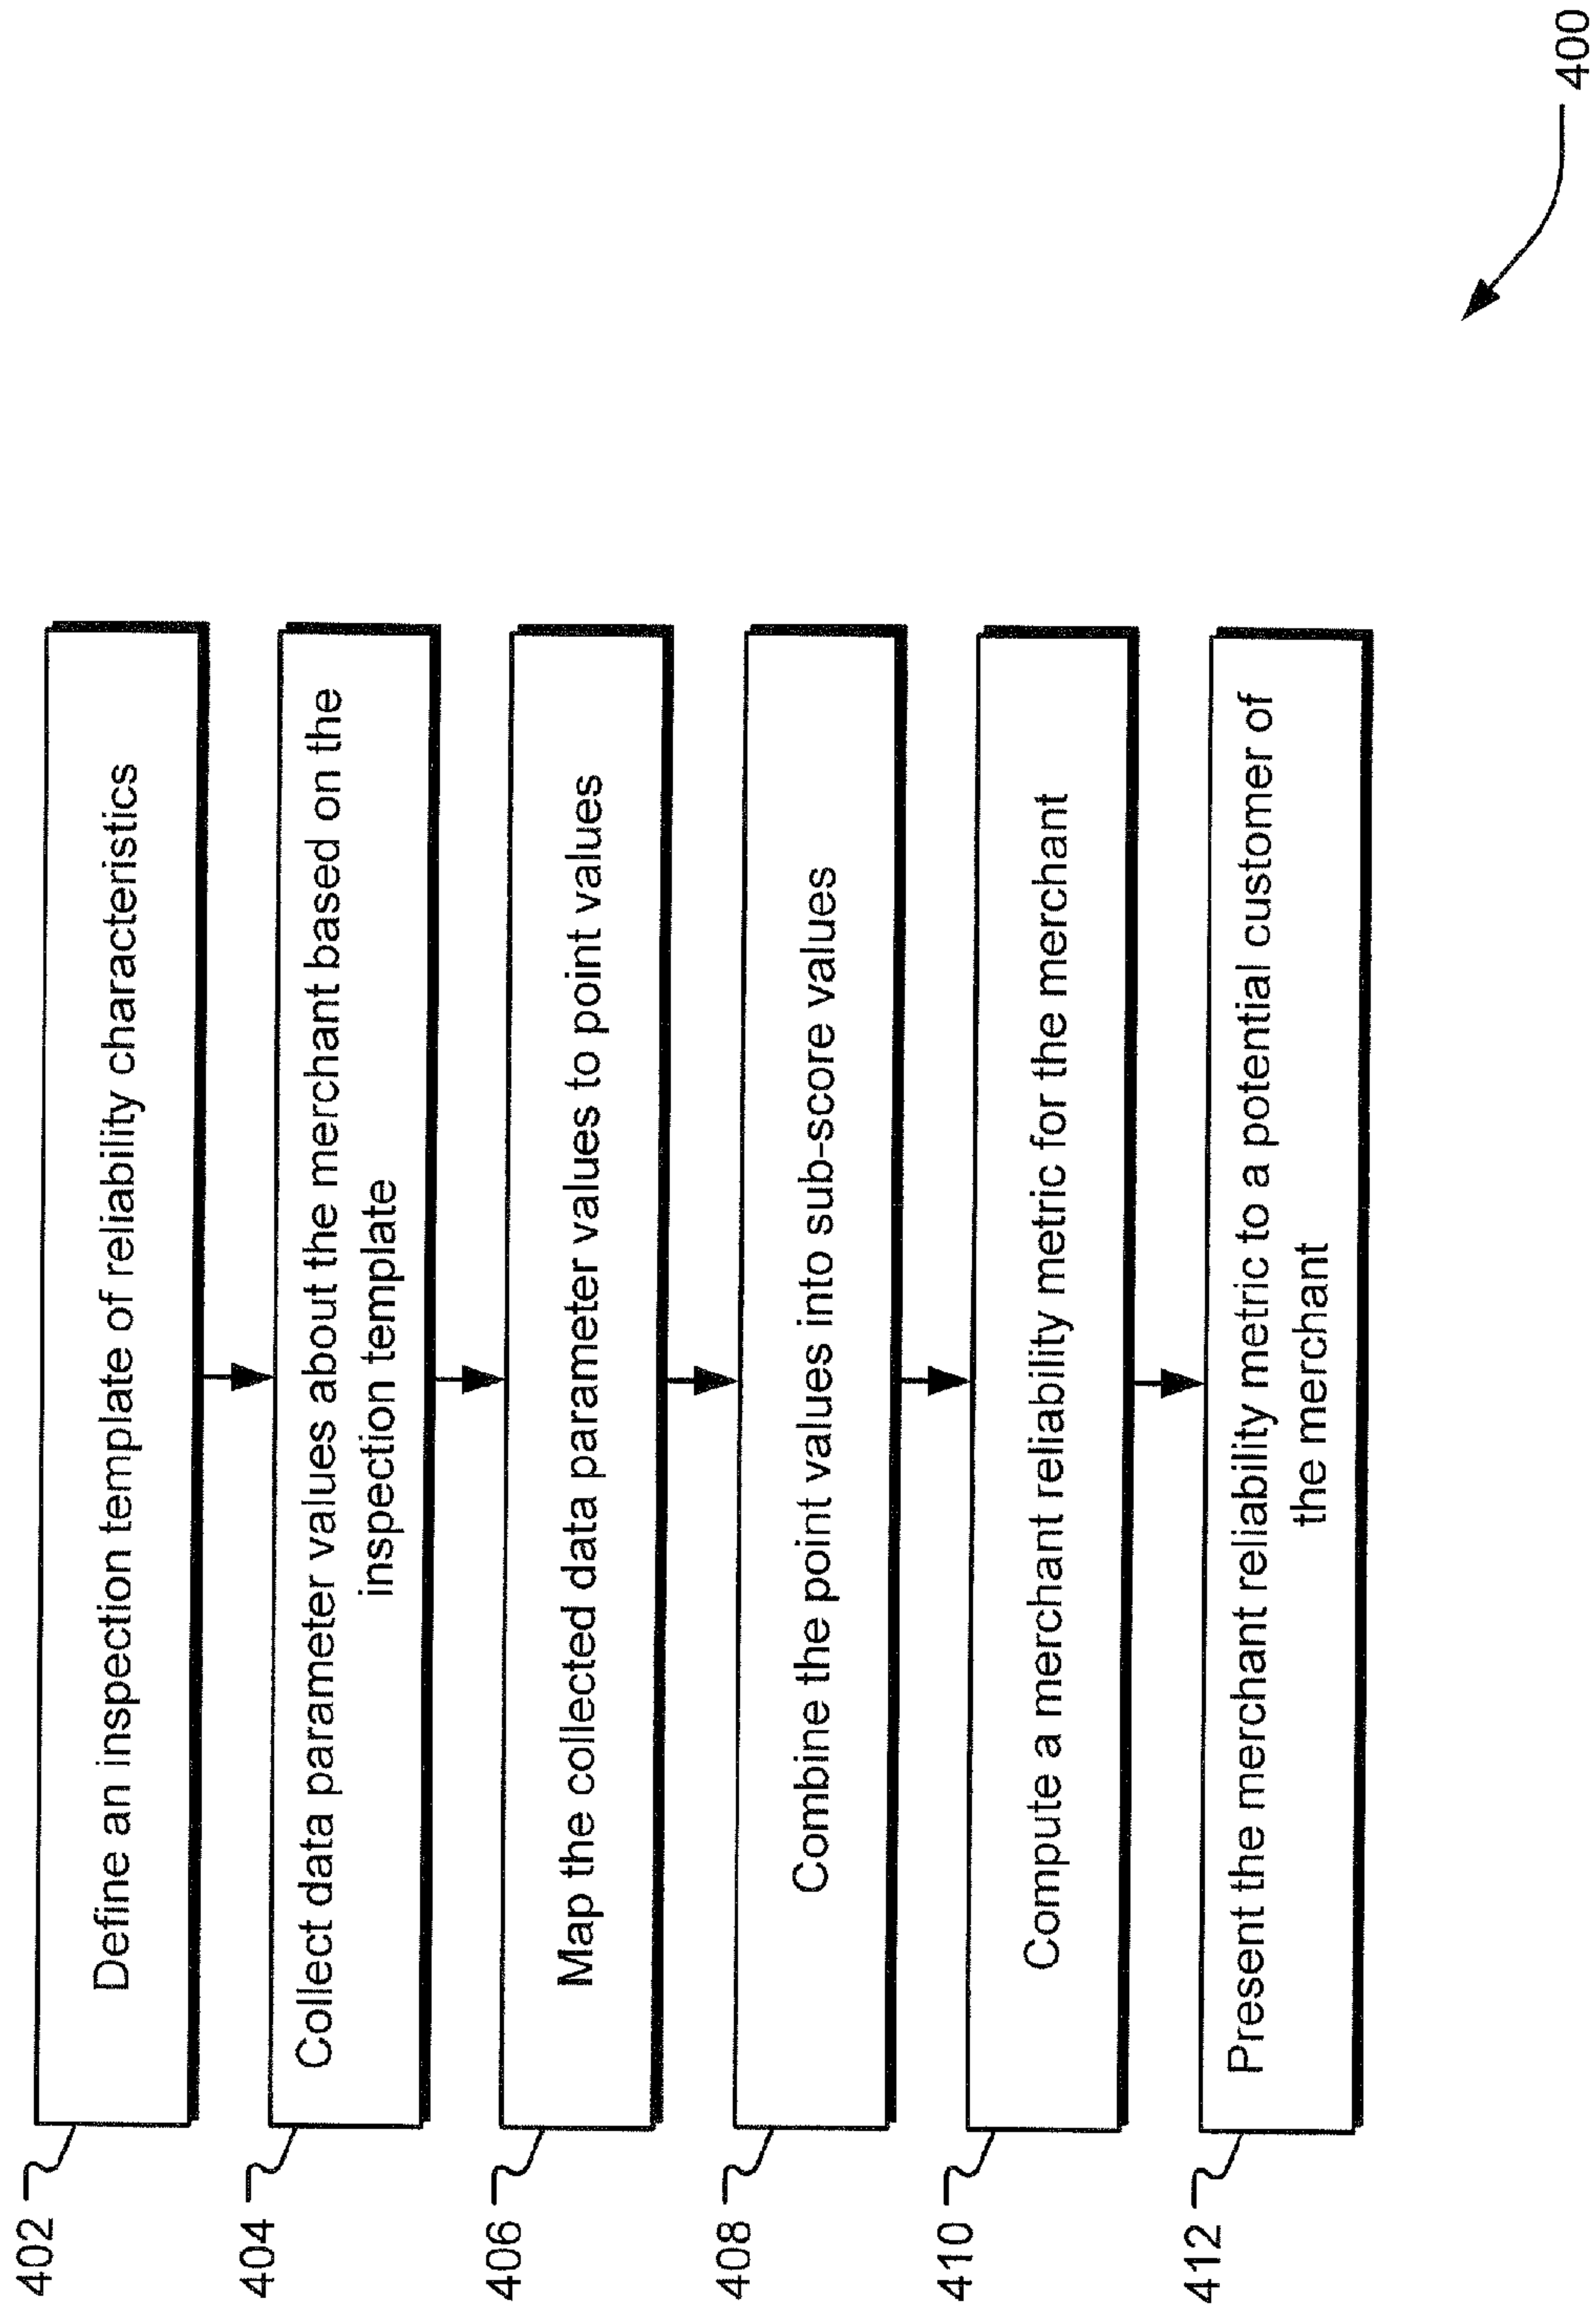 402
Define an inspection template of reliability characteristics
404
Collect data parameter values about the merchant based on the
inspection template
406
Map the collected data parameter values to point values
408
Combine the point values into sub-score values
410
Compute a merchant reliability metric for the merchant
412
Present the merchant reliability metric to a potential customer of
the merchant
400